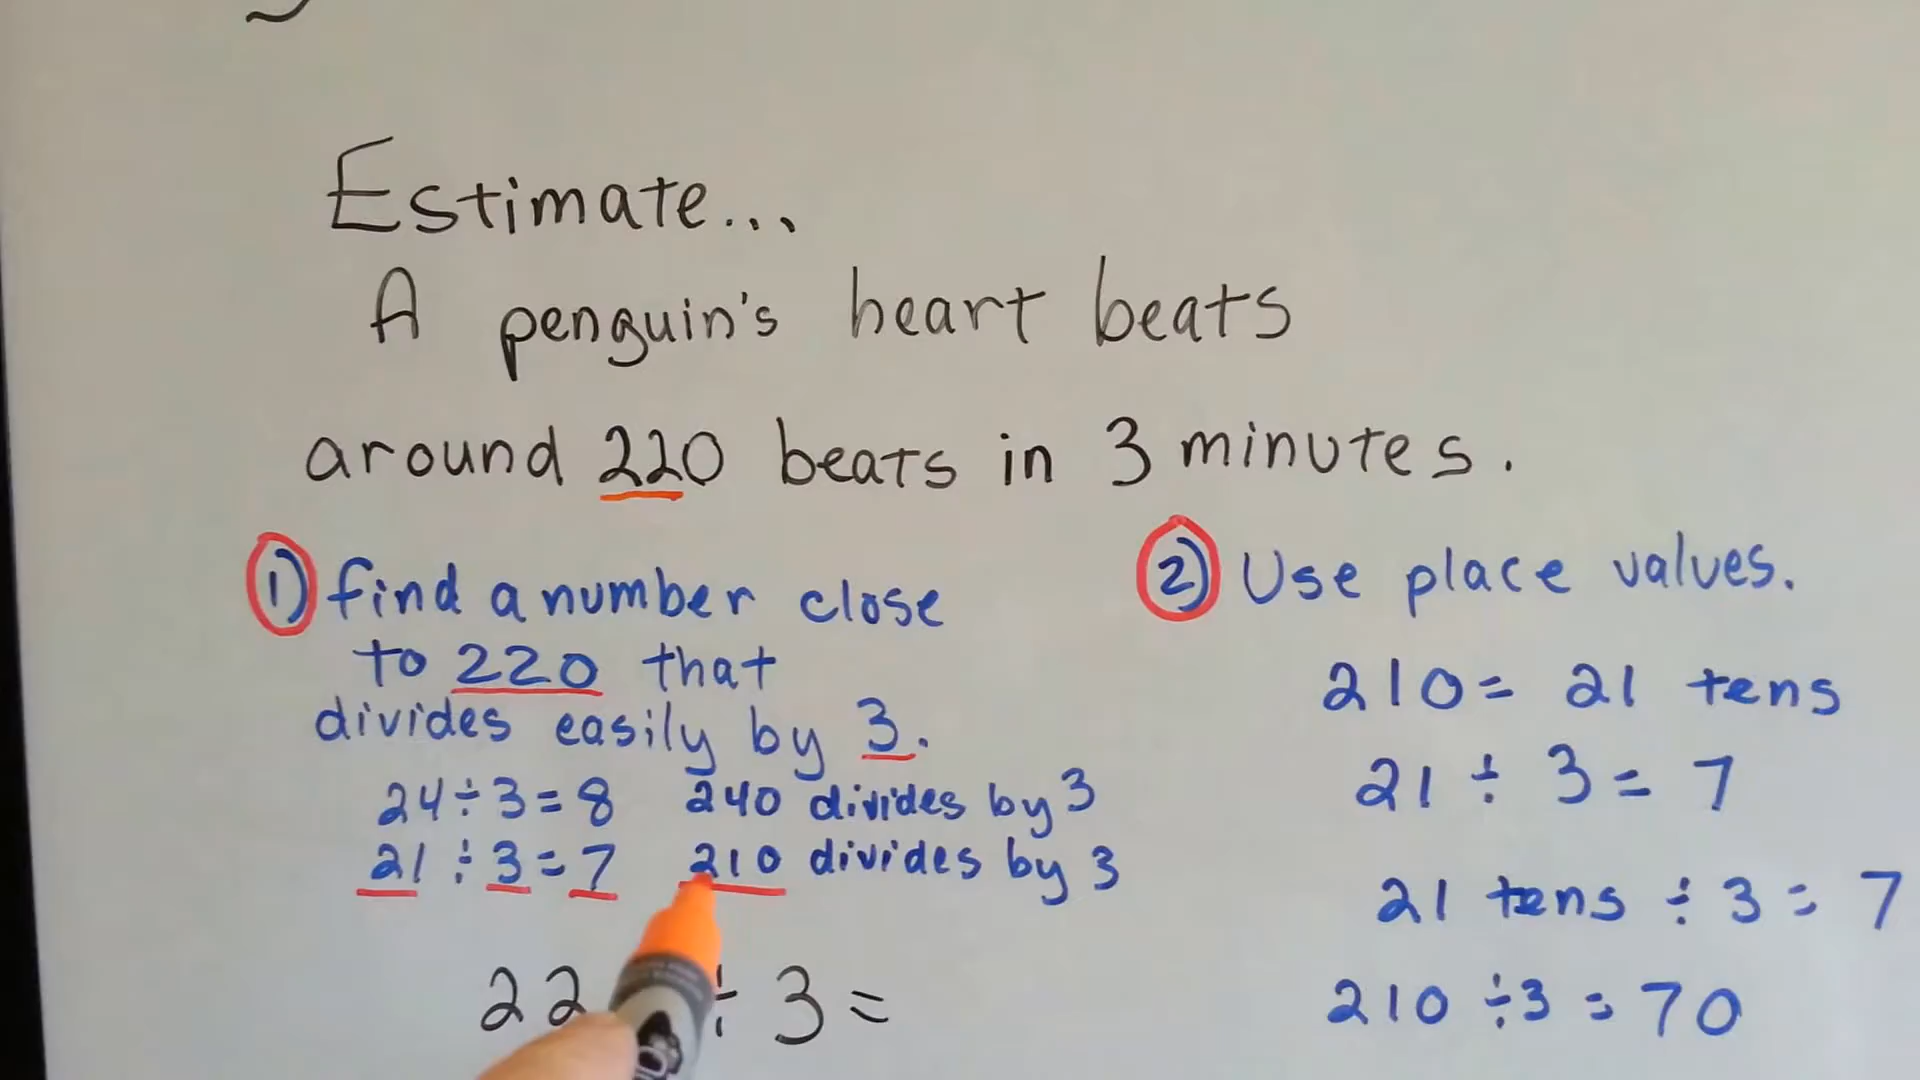 Estimate...
A penguin's heart beats
around 220 beats in 3 minutes.
1) find a number close
to 220 that
divides easily by 3.
24 ÷ 3 = 8 240 divides by 3
21 ÷ 3 = 7 210 divides by 3
22 ÷ 3 =
2) Use place values.
210 = 21 tens
21 ÷ 3 = 7
21 tens ÷ 3 = 7
210 ÷ 3 = 70